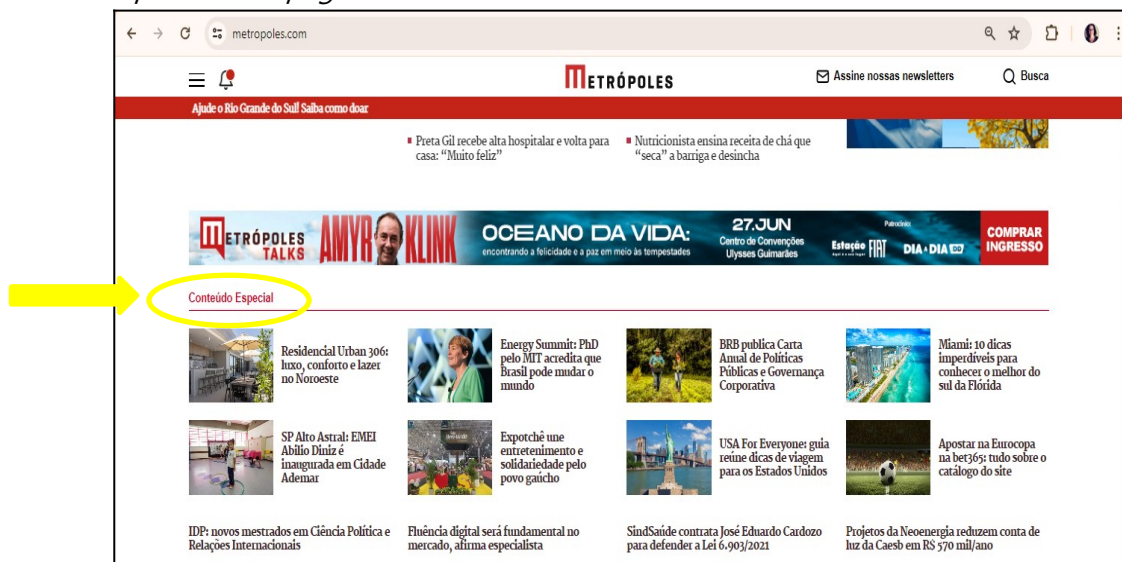 metropoles.com
METRÓPOLES
Assine nossas newsletters
Busca
Ajude o Rio Grande do Sul! Saiba como doar
Preta Gil recebe alta hospitalar e volta para
casa: “Muito feliz”
Nutricionista ensina receita de chá que
“seca” a barriga e desincha
METRÓPOLES
TALKS
AMYR KLINK
OCEANO DA VIDA:
encontrando a felicidade e a paz em meio às tempestades
27.JUN
Centro de Convenções
Ulysses Guimarães
Estação FIAT
DIA A DIA
COMPRAR
INGRESSO
Conteúdo Especial
Residencial Urban 306:
luxo, conforto e lazer
no Noroeste
Energy Summit: PhD
pelo MIT acredita que
Brasil pode mudar o
mundo
BRB publica Carta
Anual de Políticas
Públicas e Governança
Corporativa
Miami: 10 dicas
imperdíveis para
conhecer o melhor do
sul da Flórida
SP Alto Astral: EMEI
Abilio Diniz é
inaugurada em Cidade
Ademar
Expotchê une
entretenimento e
solidariedade pelo
povo gaúcho
USA For Everyone: guia
reúne dicas de viagem
para os Estados Unidos
Apostar na Eurocopa
na bet365: tudo sobre o
catálogo do site
IDP: novos mestrados em Ciência Política e
Relações Internacionais
Fluência digital será fundamental no
mercado, afirma especialista
SindSaúde contrata José Eduardo Cardozo
para defender a Lei 6.903/2021
Projetos da Neoenergia reduzem conta de
luz da Caesb em R$ 570 mil/ano